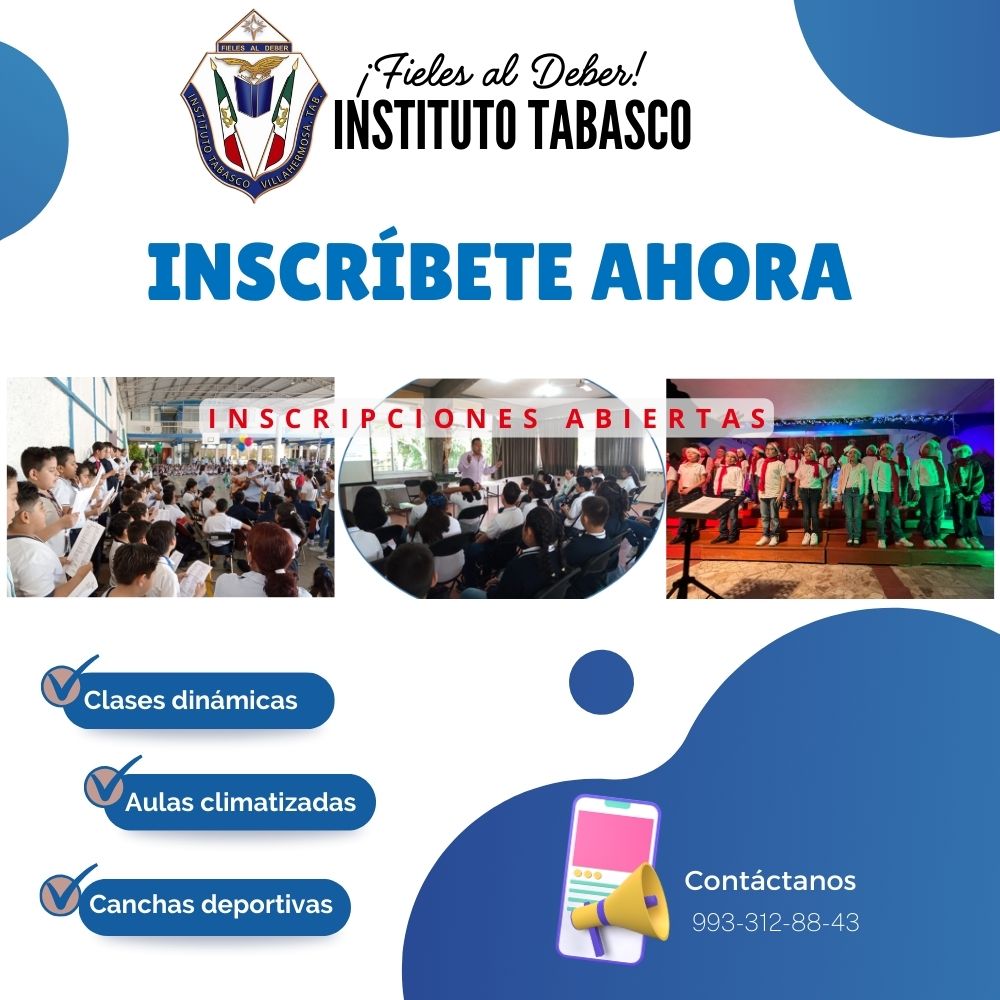 FIELES AL DEBER
INSTITUTO TABASCO VILLAHERMOSA, TAB.
¡Fieles al Deber!
INSTITUTO TABASCO
INSCRÍBETE AHORA
INSCRIPCIONES ABIERTAS
Clases dinámicas
Aulas climatizadas
Canchas deportivas
Contáctanos
993-312-88-43